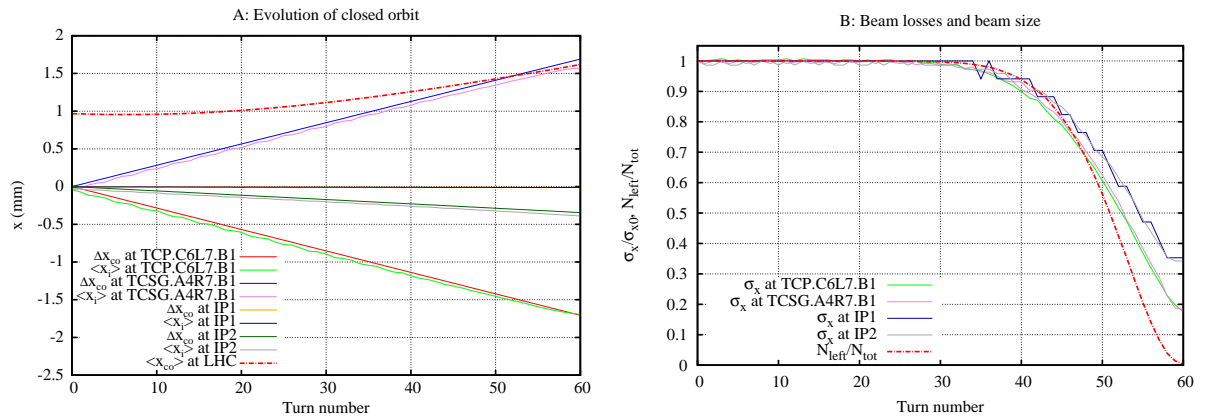 A: Evolution of closed orbit
2
1.5
1
0.5
0
-0.5
-1
-1.5
-2
-2.5
x (mm)
Δx_co at TCP.C6L7.B1
<x_i> at TCP.C6L7.B1
Δx_co at TCSG.A4R7.B1
<x_i> at TCSG.A4R7.B1
Δx_co at IP1
<x_i> at IP1
Δx_co at IP2
<x_i> at IP2
<x_co> at LHC
0 10 20 30 40 50 60
Turn number
B: Beam losses and beam size
1
0.9
0.8
0.7
0.6
0.5
0.4
0.3
0.2
0.1
0
σ_x/σ_x0, N_left/N_tot
σ_x at TCP.C6L7.B1
σ_x at TCSG.A4R7.B1
σ_x at IP1
σ_x at IP2
N_left/N_tot
0 10 20 30 40 50 60
Turn number